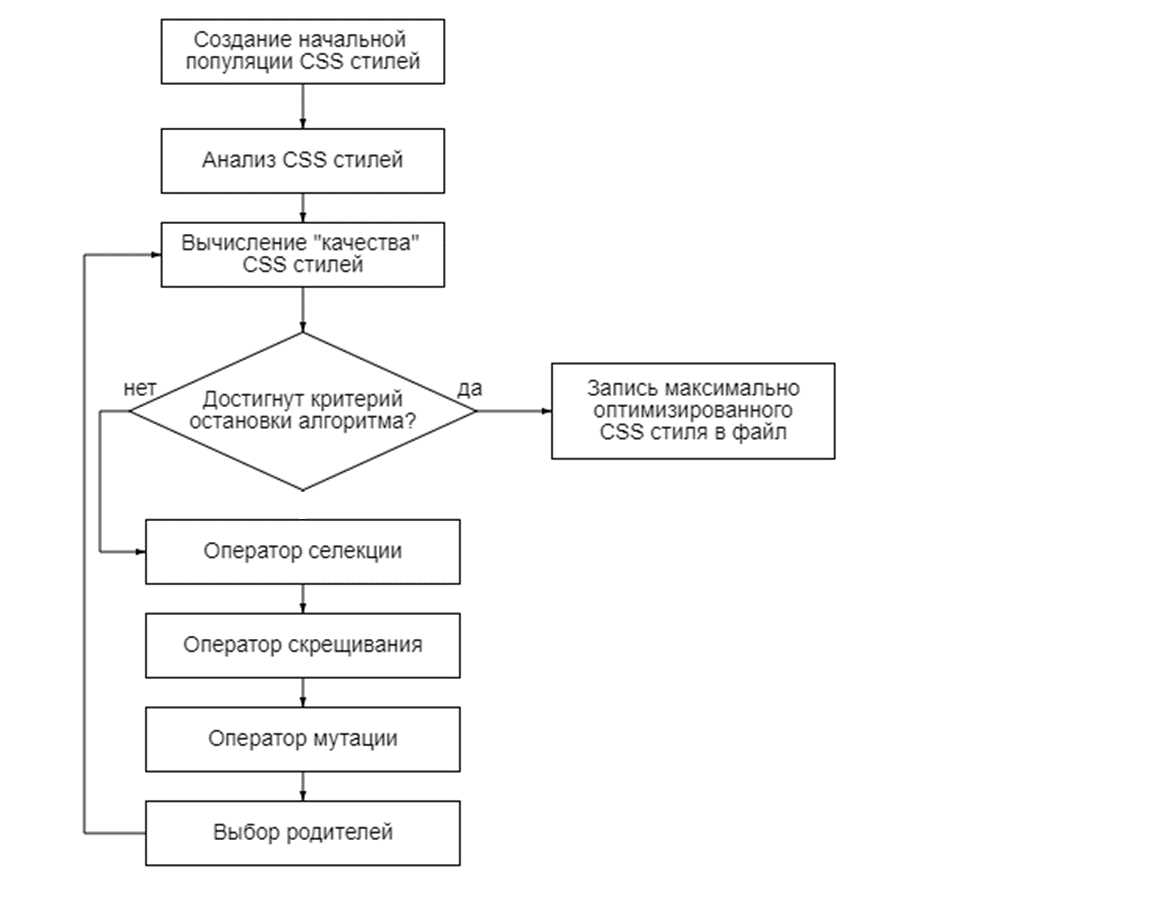 Создание начальной
популяции CSS стилей
Анализ CSS стилей
Вычисление "качества"
CSS стилей
нет
Достигнут критерий
остановки алгоритма?
да
Запись максимально
оптимизированного
CSS стиля в файл
Оператор селекции
Оператор скрещивания
Оператор мутации
Выбор родителей